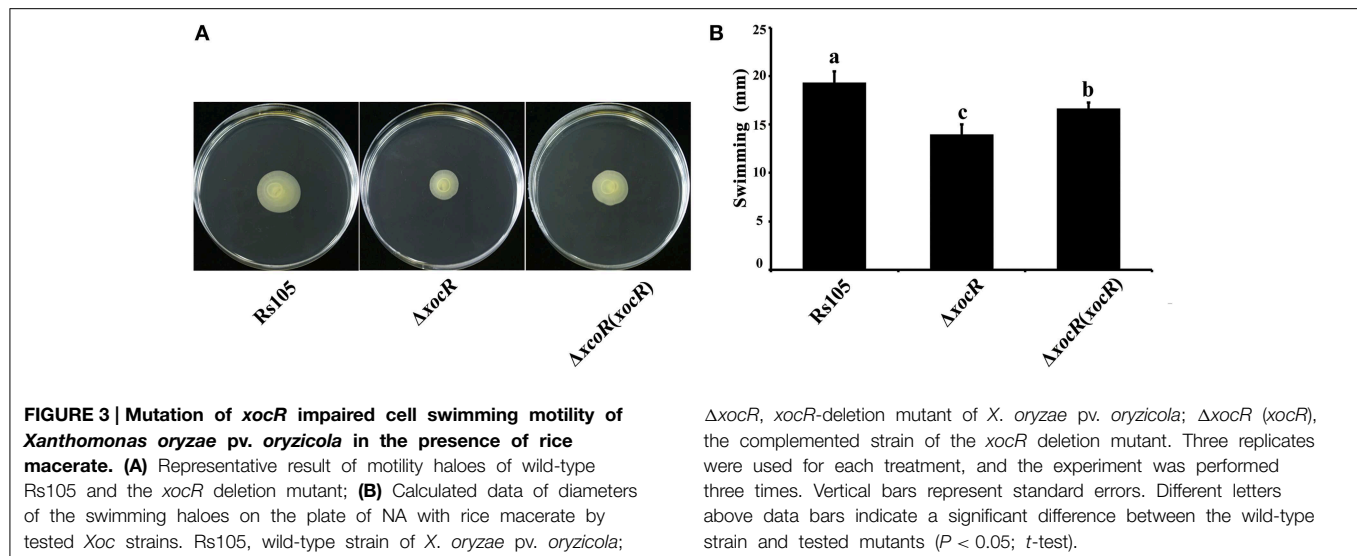 A
Rs105
ΔxocR
ΔxcoR(xocR)
B
Swimming (mm)
25
20
15
10
5
0
a
c
b
Rs105
ΔxocR
ΔxocR(xocR)
FIGURE 3 | Mutation of xocR impaired cell swimming motility of
Xanthomonas oryzae pv. oryzicola in the presence of rice
macerate. (A) Representative result of motility haloes of wild-type
Rs105 and the xocR deletion mutant; (B) Calculated data of diameters
of the swimming haloes on the plate of NA with rice macerate by
tested Xoc strains. Rs105, wild-type strain of X. oryzae pv. oryzicola;
ΔxocR, xocR-deletion mutant of X. oryzae pv. oryzicola; ΔxocR (xocR),
the complemented strain of the xocR deletion mutant. Three replicates
were used for each treatment, and the experiment was performed
three times. Vertical bars represent standard errors. Different letters
above data bars indicate a significant difference between the wild-type
strain and tested mutants (P < 0.05; t-test).